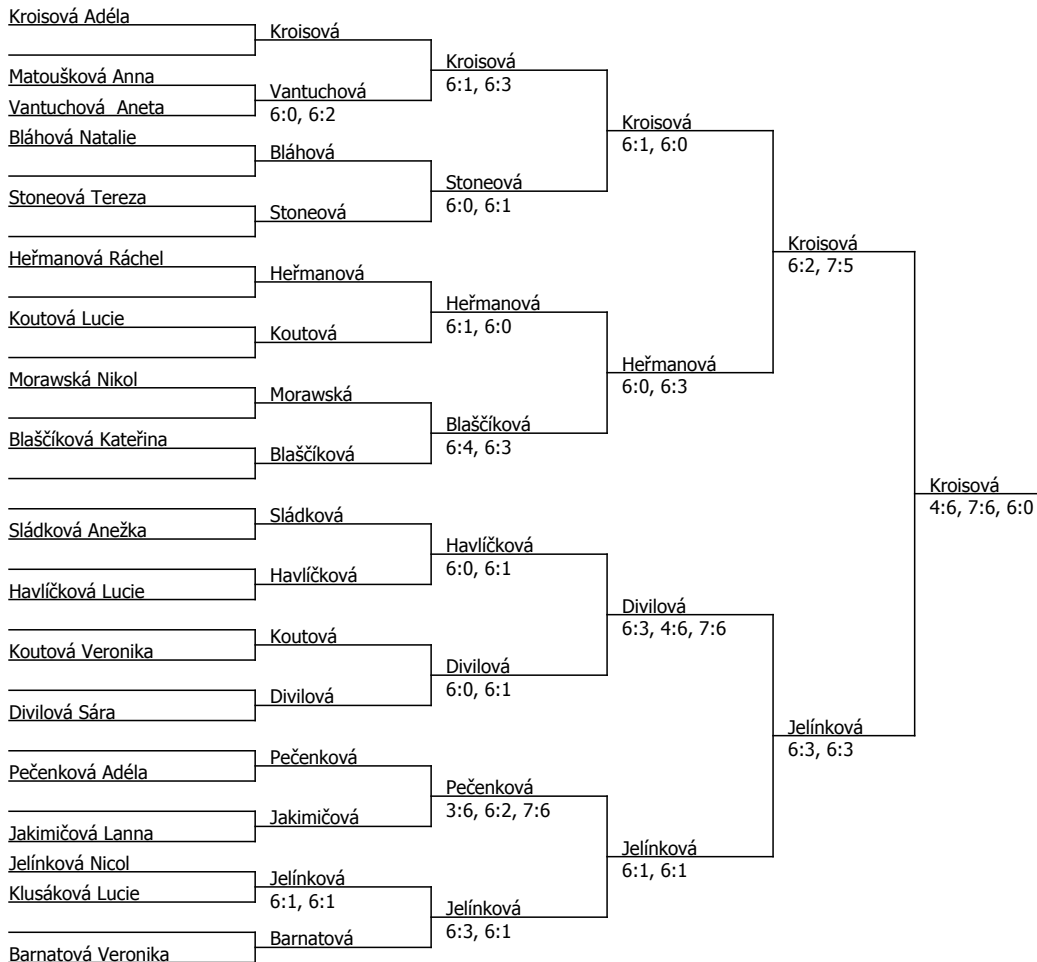 Kroisová Adéla
Kroisová
Kroisová
6:1, 6:3
Matoušková Anna
Vantuchová
6:0, 6:2
Vantuchová  Aneta
Kroisová
6:1, 6:0
Bláhová Natalie
Bláhová
Stoneová
6:0, 6:1
Stoneová Tereza
Stoneová
Kroisová
6:2, 7:5
Heřmanová Ráchel
Heřmanová
Heřmanová
6:1, 6:0
Koutová Lucie
Koutová
Heřmanová
6:0, 6:3
Morawská Nikol
Morawská
Blaščíková
6:4, 6:3
Blaščíková Kateřina
Blaščíková
Kroisová
4:6, 7:6, 6:0
Sládková
Sládková Anežka
Havlíčková
6:0, 6:1
Havlíčková
Havlíčková Lucie
Divilová
6:3, 4:6, 7:6
Koutová
Koutová Veronika
Divilová
6:0, 6:1
Divilová
Divilová Sára
Jelínková
6:3, 6:3
Pečenková
Pečenková Adéla
Pečenková
3:6, 6:2, 7:6
Jakimičová
Jakimičová Lanna
Jelínková
6:1, 6:1
Jelínková Nicol
Jelínková
6:1, 6:1
Klusáková Lucie
Jelínková
6:3, 6:1
Barnatová
Barnatová Veronika